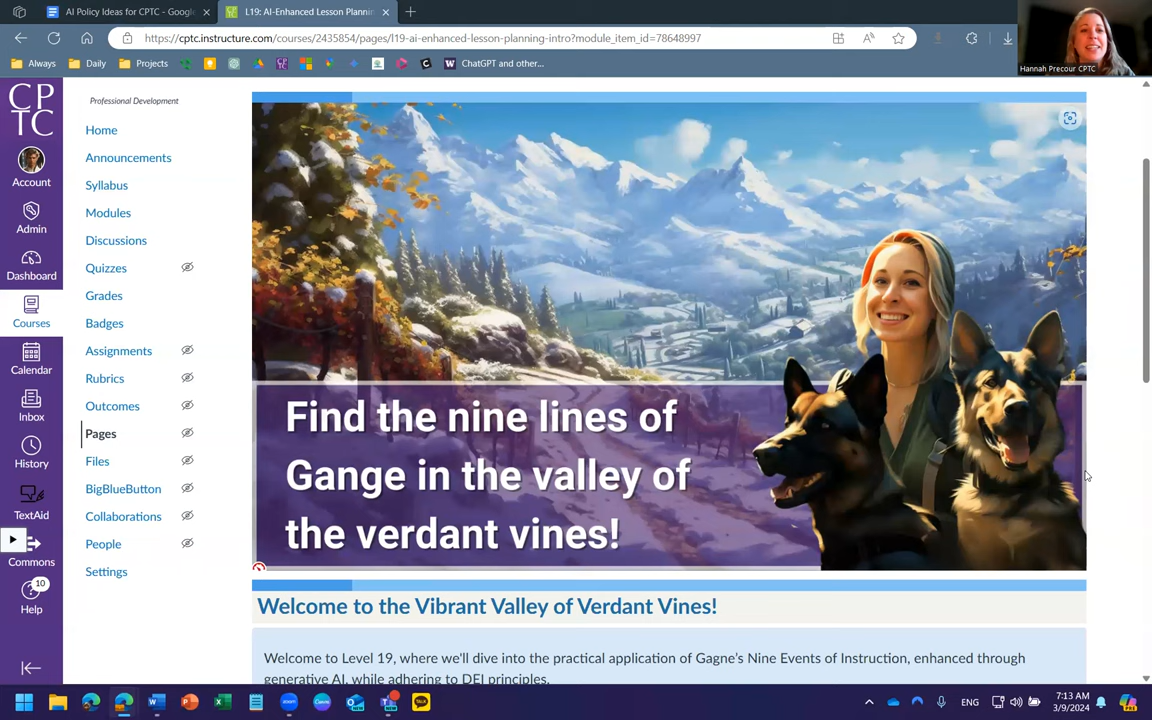 AI Policy Ideas for CPTC - Google
L19: AI-Enhanced Lesson Plannin
https://cptc.instructure.com/courses/2435854/pages/l19-ai-enhanced-lesson-planning-intro?module_item_id=78648997
Always
Daily
Projects
ChatGPT and other...
Hannah Precour CPTC
CP
TC
Account
Admin
Dashboard
Courses
Calendar
Inbox
History
TextAid
Commons
10
Help
Professional Development
Home
Announcements
Syllabus
Modules
Discussions
Quizzes
Grades
Badges
Assignments
Rubrics
Outcomes
Pages
Files
BigBlueButton
Collaborations
People
Settings
Find the nine lines of
Gange in the valley of
the verdant vines!
Welcome to the Vibrant Valley of Verdant Vines!
Welcome to Level 19, where we'll dive into the practical application of Gagne's Nine Events of Instruction, enhanced through
generative AI, while adhering to DEI principles.
ENG
7:13 AM
3/9/2024